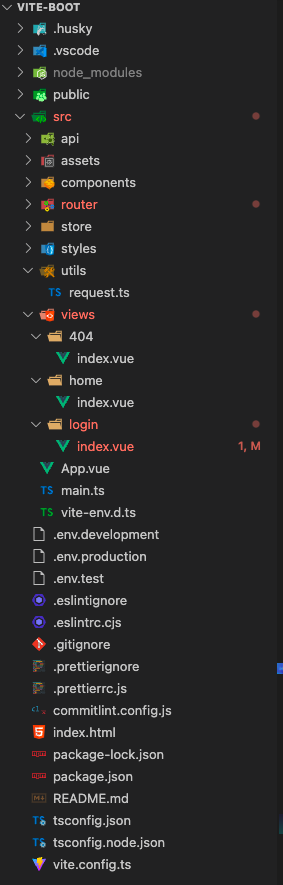 VITE-BOOT
.husky
.vscode
node_modules
public
src
api
assets
components
router
store
styles
utils
TS request.ts
views
404
index.vue
home
index.vue
login
index.vue 1, M
App.vue
TS main.ts
TS vite-env.d.ts
.env.development
.env.production
.env.test
.eslintignore
.eslintrc.cjs
.gitignore
.prettierignore
.prettierrc.js
commitlint.config.js
index.html
package-lock.json
package.json
README.md
TS tsconfig.json
TS tsconfig.node.json
vite.config.ts